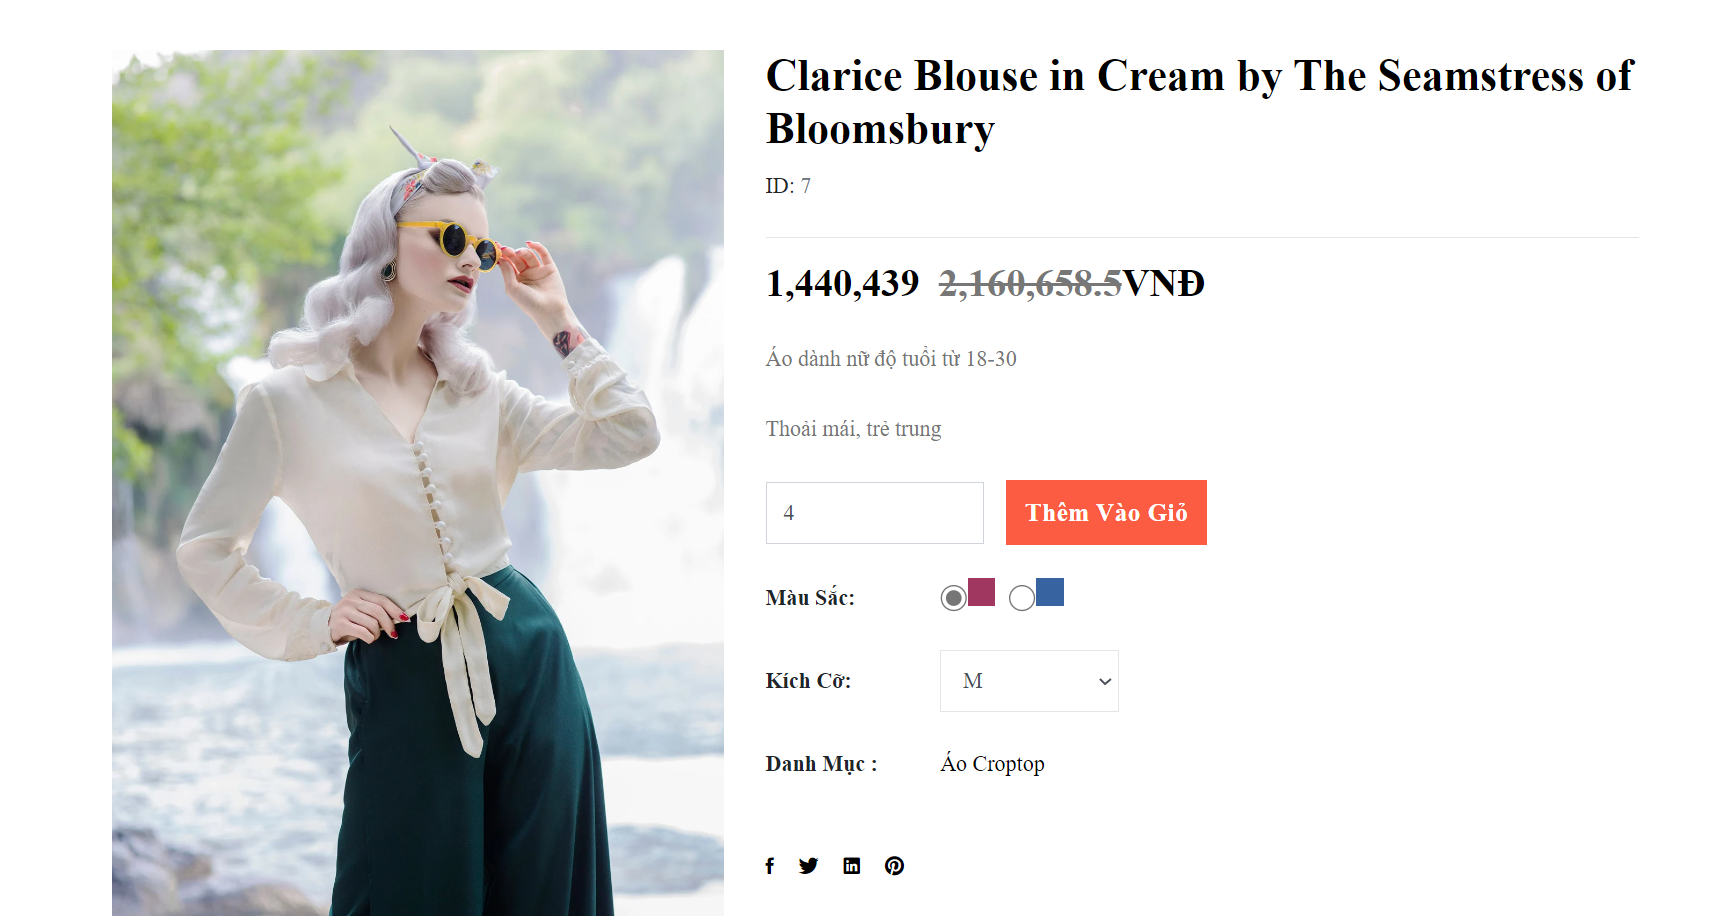 Clarice Blouse in Cream by The Seamstress of
Bloomsbury
ID: 7
1,440,439 2,160,658.5VNĐ
Áo dành nữ độ tuổi từ 18-30
Thoải mái, trẻ trung
4
Thêm Vào Giỏ
Màu Sắc:
Kích Cỡ: M
Danh Mục : Áo Croptop